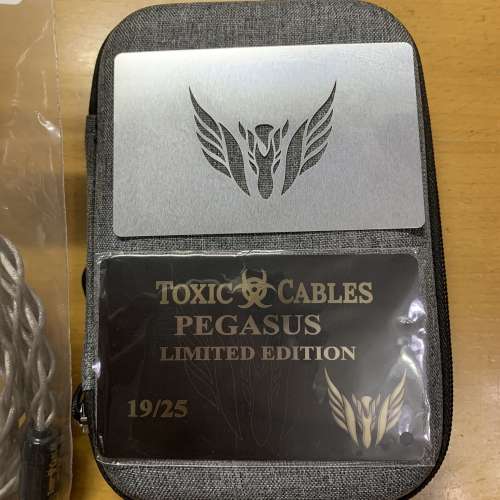 TOXIC CABLES
PEGASUS
LIMITED EDITION
19/25